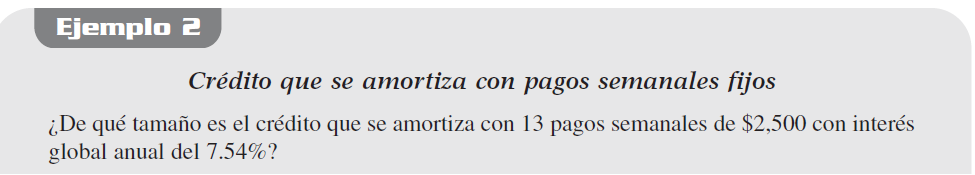 Ejemplo 2
Crédito que se amortiza con pagos semanales fijos
¿De qué tamaño es el crédito que se amortiza con 13 pagos semanales de $2,500 con interés
global anual del 7.54%?